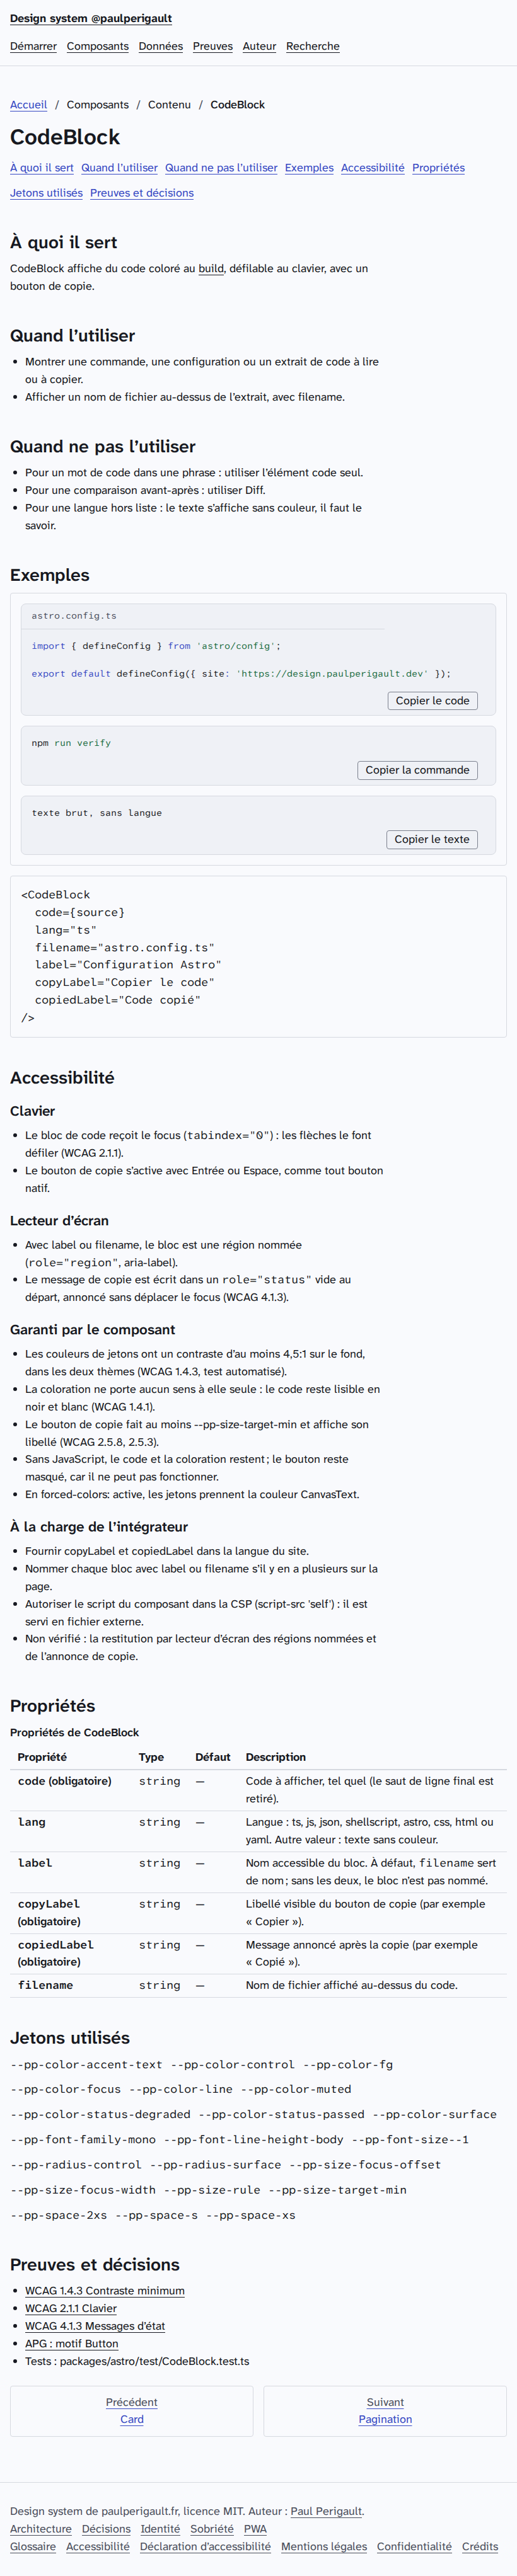 Design system @paulperigault
Démarrer Composants Données Preuves Auteur Recherche
Accueil / Composants / Contenu / CodeBlock
CodeBlock
À quoi il sert Quand l’utiliser Quand ne pas l’utiliser Exemples Accessibilité Propriétés
Jetons utilisés Preuves et décisions
À quoi il sert
CodeBlock affiche du code coloré au build, défilable au clavier, avec un
bouton de copie.
Quand l’utiliser
• Montrer une commande, une configuration ou un extrait de code à lire
ou à copier.
• Afficher un nom de fichier au-dessus de l’extrait, avec filename.
Quand ne pas l’utiliser
• Pour un mot de code dans une phrase : utiliser l’élément code seul.
• Pour une comparaison avant-après : utiliser Diff.
• Pour une langue hors liste : le texte s’affiche sans couleur, il faut le
savoir.
Exemples
astro.config.ts
import { defineConfig } from 'astro/config';
export default defineConfig({ site: 'https://design.paulperigault.dev' });
Copier le code
npm run verify
Copier la commande
texte brut, sans langue
Copier le texte
<CodeBlock
code={source}
lang="ts"
filename="astro.config.ts"
label="Configuration Astro"
copyLabel="Copier le code"
copiedLabel="Code copié"
/>
Accessibilité
Clavier
• Le bloc de code reçoit le focus (tabindex="0") : les flèches le font
défiler (WCAG 2.1.1).
• Le bouton de copie s’active avec Entrée ou Espace, comme tout bouton
natif.
Lecteur d’écran
• Avec label ou filename, le bloc est une région nommée
(role="region", aria-label).
• Le message de copie est écrit dans un role="status" vide au
départ, annoncé sans déplacer le focus (WCAG 4.1.3).
Garanti par le composant
• Les couleurs de jetons ont un contraste d’au moins 4,5:1 sur le fond,
dans les deux thèmes (WCAG 1.4.3, test automatisé).
• La coloration ne porte aucun sens à elle seule : le code reste lisible en
noir et blanc (WCAG 1.4.1).
• Le bouton de copie fait au moins --pp-size-target-min et affiche son
libellé (WCAG 2.5.8, 2.5.3).
• Sans JavaScript, le code et la coloration restent ; le bouton reste
masqué, car il ne peut pas fonctionner.
• En forced-colors: active, les jetons prennent la couleur CanvasText.
À la charge de l’intégrateur
• Fournir copyLabel et copiedLabel dans la langue du site.
• Nommer chaque bloc avec label ou filename s’il y en a plusieurs sur la
page.
• Autoriser le script du composant dans la CSP (script-src 'self') : il est
servi en fichier externe.
• Non vérifié : la restitution par lecteur d’écran des régions nommées et
de l’annonce de copie.
Propriétés
Propriétés de CodeBlock
Propriété Type Défaut Description
code (obligatoire) string — Code à afficher, tel quel (le saut de ligne final est
retiré).
lang string — Langue : ts, js, json, shellscript, astro, css, html ou
yaml. Autre valeur : texte sans couleur.
label string — Nom accessible du bloc. À défaut, filename sert
de nom ; sans les deux, le bloc n’est pas nommé.
copyLabel string — Libellé visible du bouton de copie (par exemple
(obligatoire) « Copier »).
copiedLabel string — Message annoncé après la copie (par exemple
(obligatoire) « Copié »).
filename string — Nom de fichier affiché au-dessus du code.
Jetons utilisés
--pp-color-accent-text --pp-color-control --pp-color-fg
--pp-color-focus --pp-color-line --pp-color-muted
--pp-color-status-degraded --pp-color-status-passed --pp-color-surface
--pp-font-family-mono --pp-font-line-height-body --pp-font-size--1
--pp-radius-control --pp-radius-surface --pp-size-focus-offset
--pp-size-focus-width --pp-size-rule --pp-size-target-min
--pp-space-2xs --pp-space-s --pp-space-xs
Preuves et décisions
• WCAG 1.4.3 Contraste minimum
• WCAG 2.1.1 Clavier
• WCAG 4.1.3 Messages d’état
• APG : motif Button
• Tests : packages/astro/test/CodeBlock.test.ts
Précédent
Card
Suivant
Pagination
Design system de paulperigault.fr, licence MIT. Auteur : Paul Perigault.
Architecture Décisions Identité Sobriété PWA
Glossaire Accessibilité Déclaration d’accessibilité Mentions légales Confidentialité Crédits